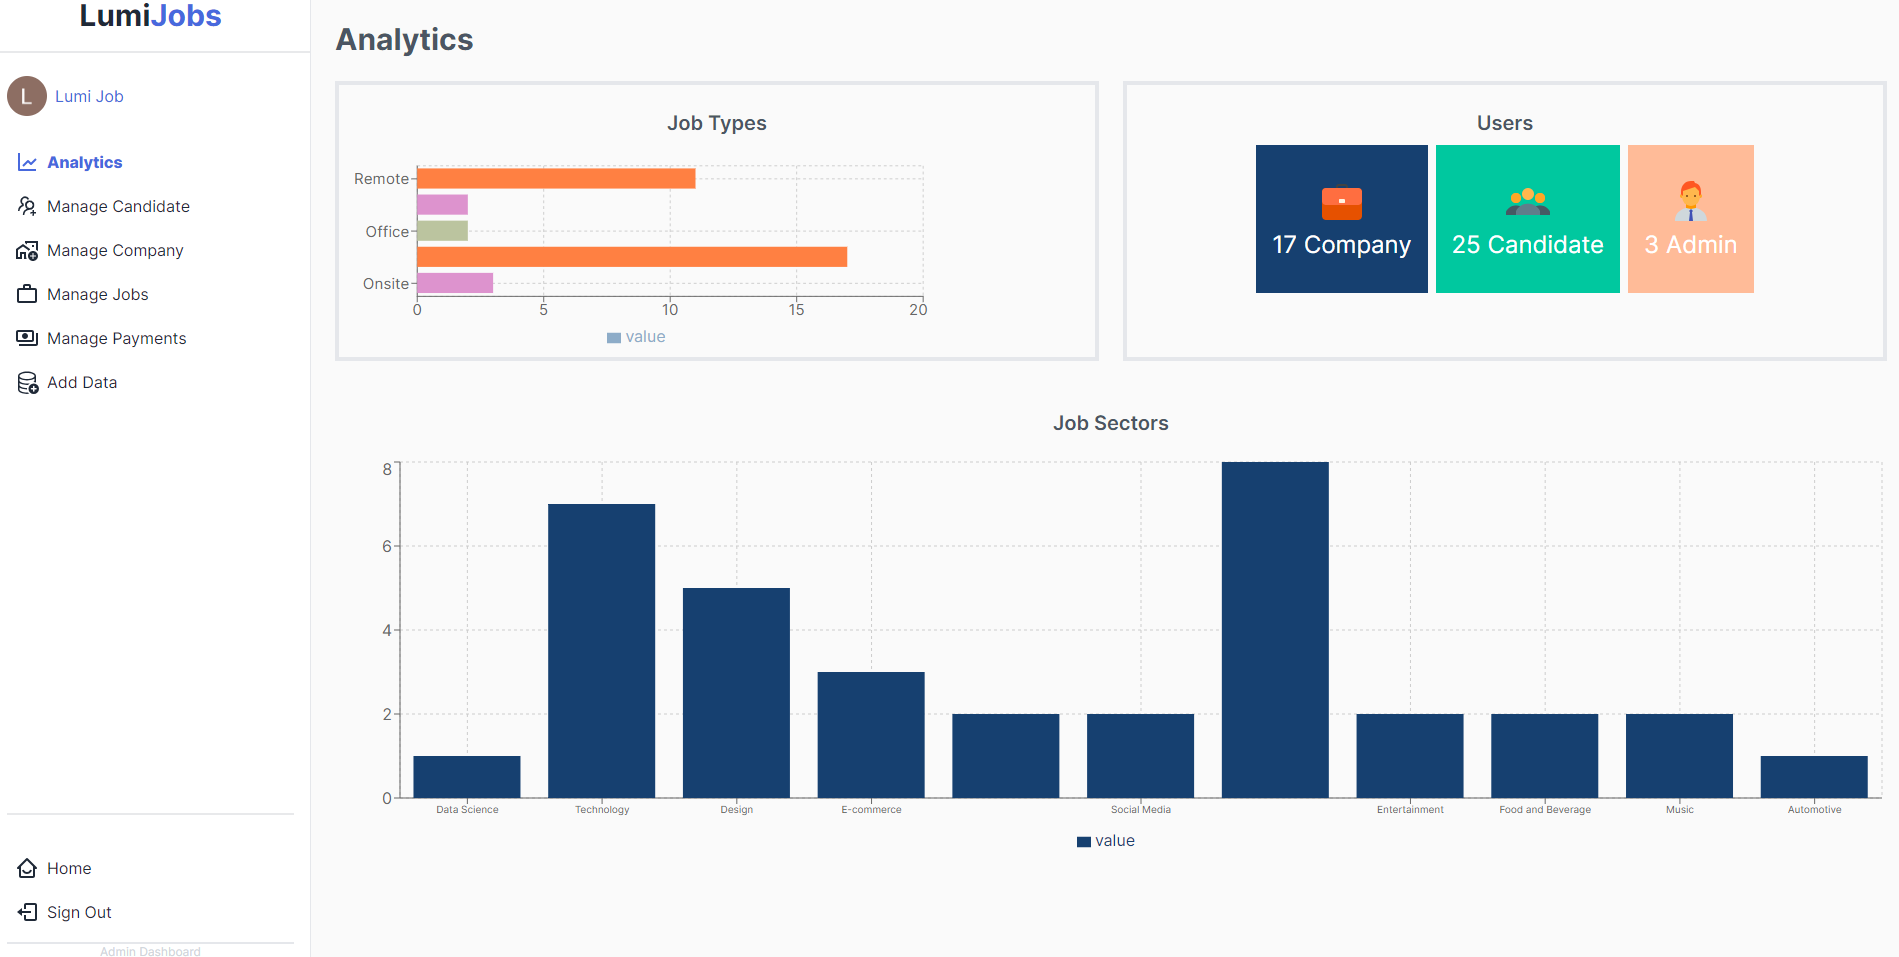 LumiJobs
L
Lumi Job
Analytics
Manage Candidate
Manage Company
Manage Jobs
Manage Payments
Add Data
Home
Sign Out
Admin Dashboard
Analytics
Job Types
Remote
Office
Onsite
0 5 10 15 20
value
Users
17 Company
25 Candidate
3 Admin
Job Sectors
8
6
4
2
0
Data Science Technology Design E-commerce Social Media Entertainment Food and Beverage Music Automotive
value